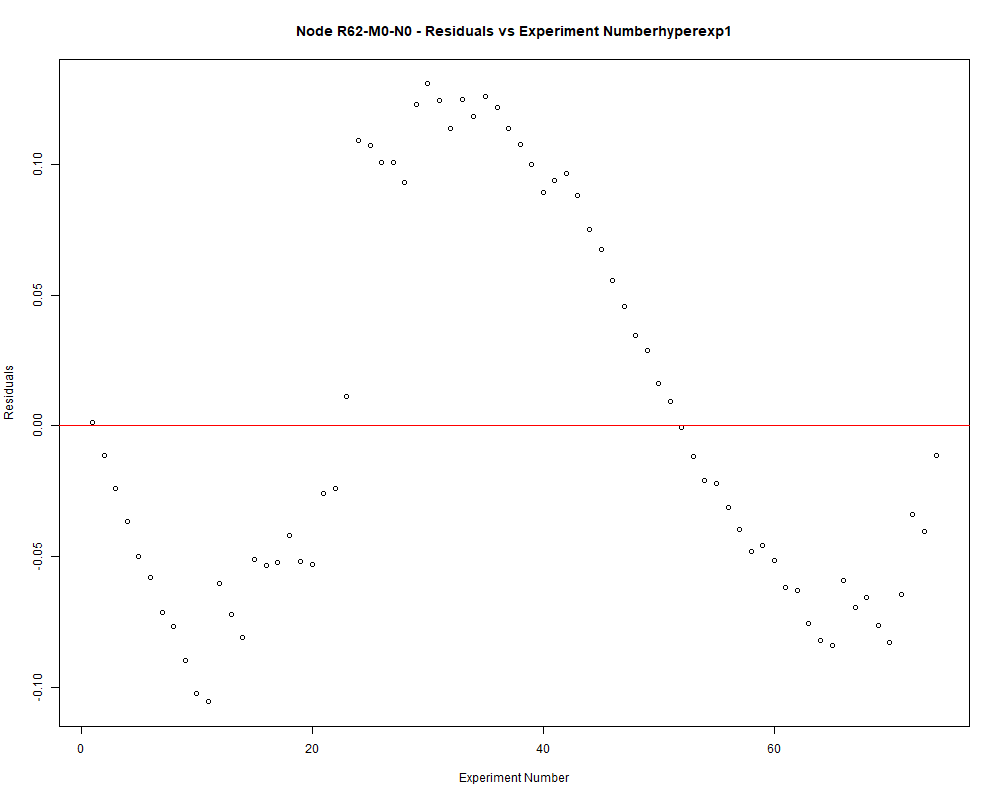 Node R62-M0-N0 - Residuals vs Experiment Numberhyperexp1
Residuals
0.10
0.05
0.00
-0.05
-0.10
0 20 40 60
Experiment Number